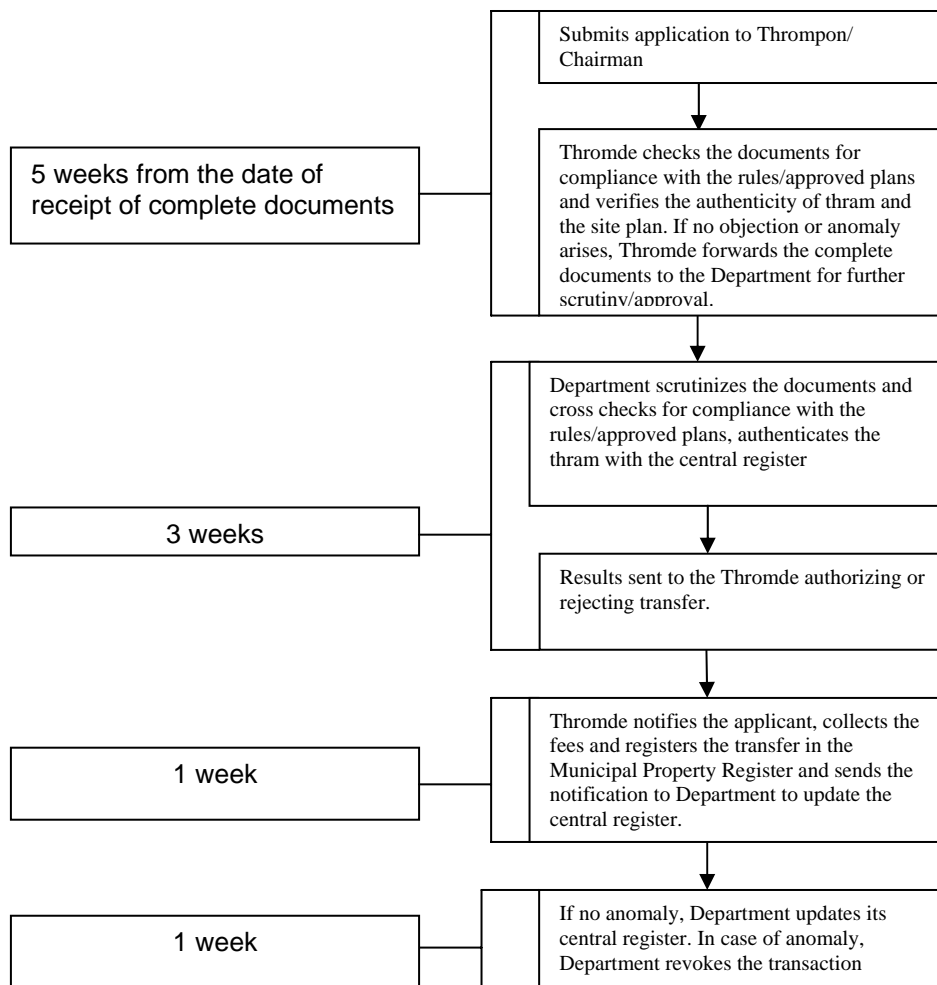 Submits application to Thrompon/
Chairman
5 weeks from the date of
receipt of complete documents
Thromde checks the documents for
compliance with the rules/approved plans
and verifies the authenticity of thram and
the site plan. If no objection or anomaly
arises, Thromde forwards the complete
documents to the Department for further
scrutiny/approval.
Department scrutinizes the documents and
cross checks for compliance with the
rules/approved plans, authenticates the
thram with the central register
3 weeks
Results sent to the Thromde authorizing or
rejecting transfer.
Thromde notifies the applicant, collects the
fees and registers the transfer in the
Municipal Property Register and sends the
notification to Department to update the
central register.
1 week
If no anomaly, Department updates its
central register. In case of anomaly,
Department revokes the transaction
1 week